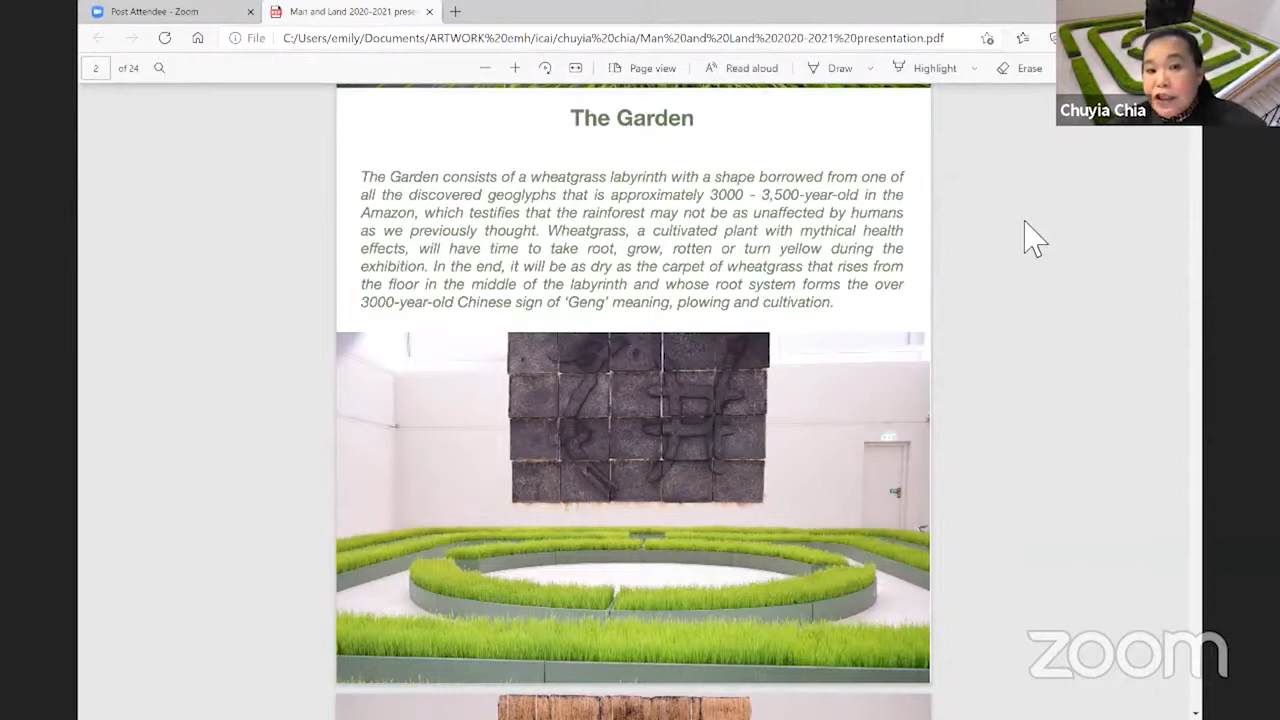 Post Attendee - Zoom
Man and Land 2020-2021 prese
File
C:/Users/emily/Documents/ARTWORK%20emh/icai/chuyia%20chia/Man%20and%20Land%202020-2021%20presentation.pdf
2 of 24
Page view
Read aloud
Draw
Highlight
Erase
Chuyia Chia
The Garden
The Garden consists of a wheatgrass labyrinth with a shape borrowed from one of
all the discovered geoglyphs that is approximately 3000 - 3,500-year-old in the
Amazon, which testifies that the rainforest may not be as unaffected by humans
as we previously thought. Wheatgrass, a cultivated plant with mythical health
effects, will have time to take root, grow, rotten or turn yellow during the
exhibition. In the end, it will be as dry as the carpet of wheatgrass that rises from
the floor in the middle of the labyrinth and whose root system forms the over
3000-year-old Chinese sign of ‘Geng’ meaning, plowing and cultivation.
zoom